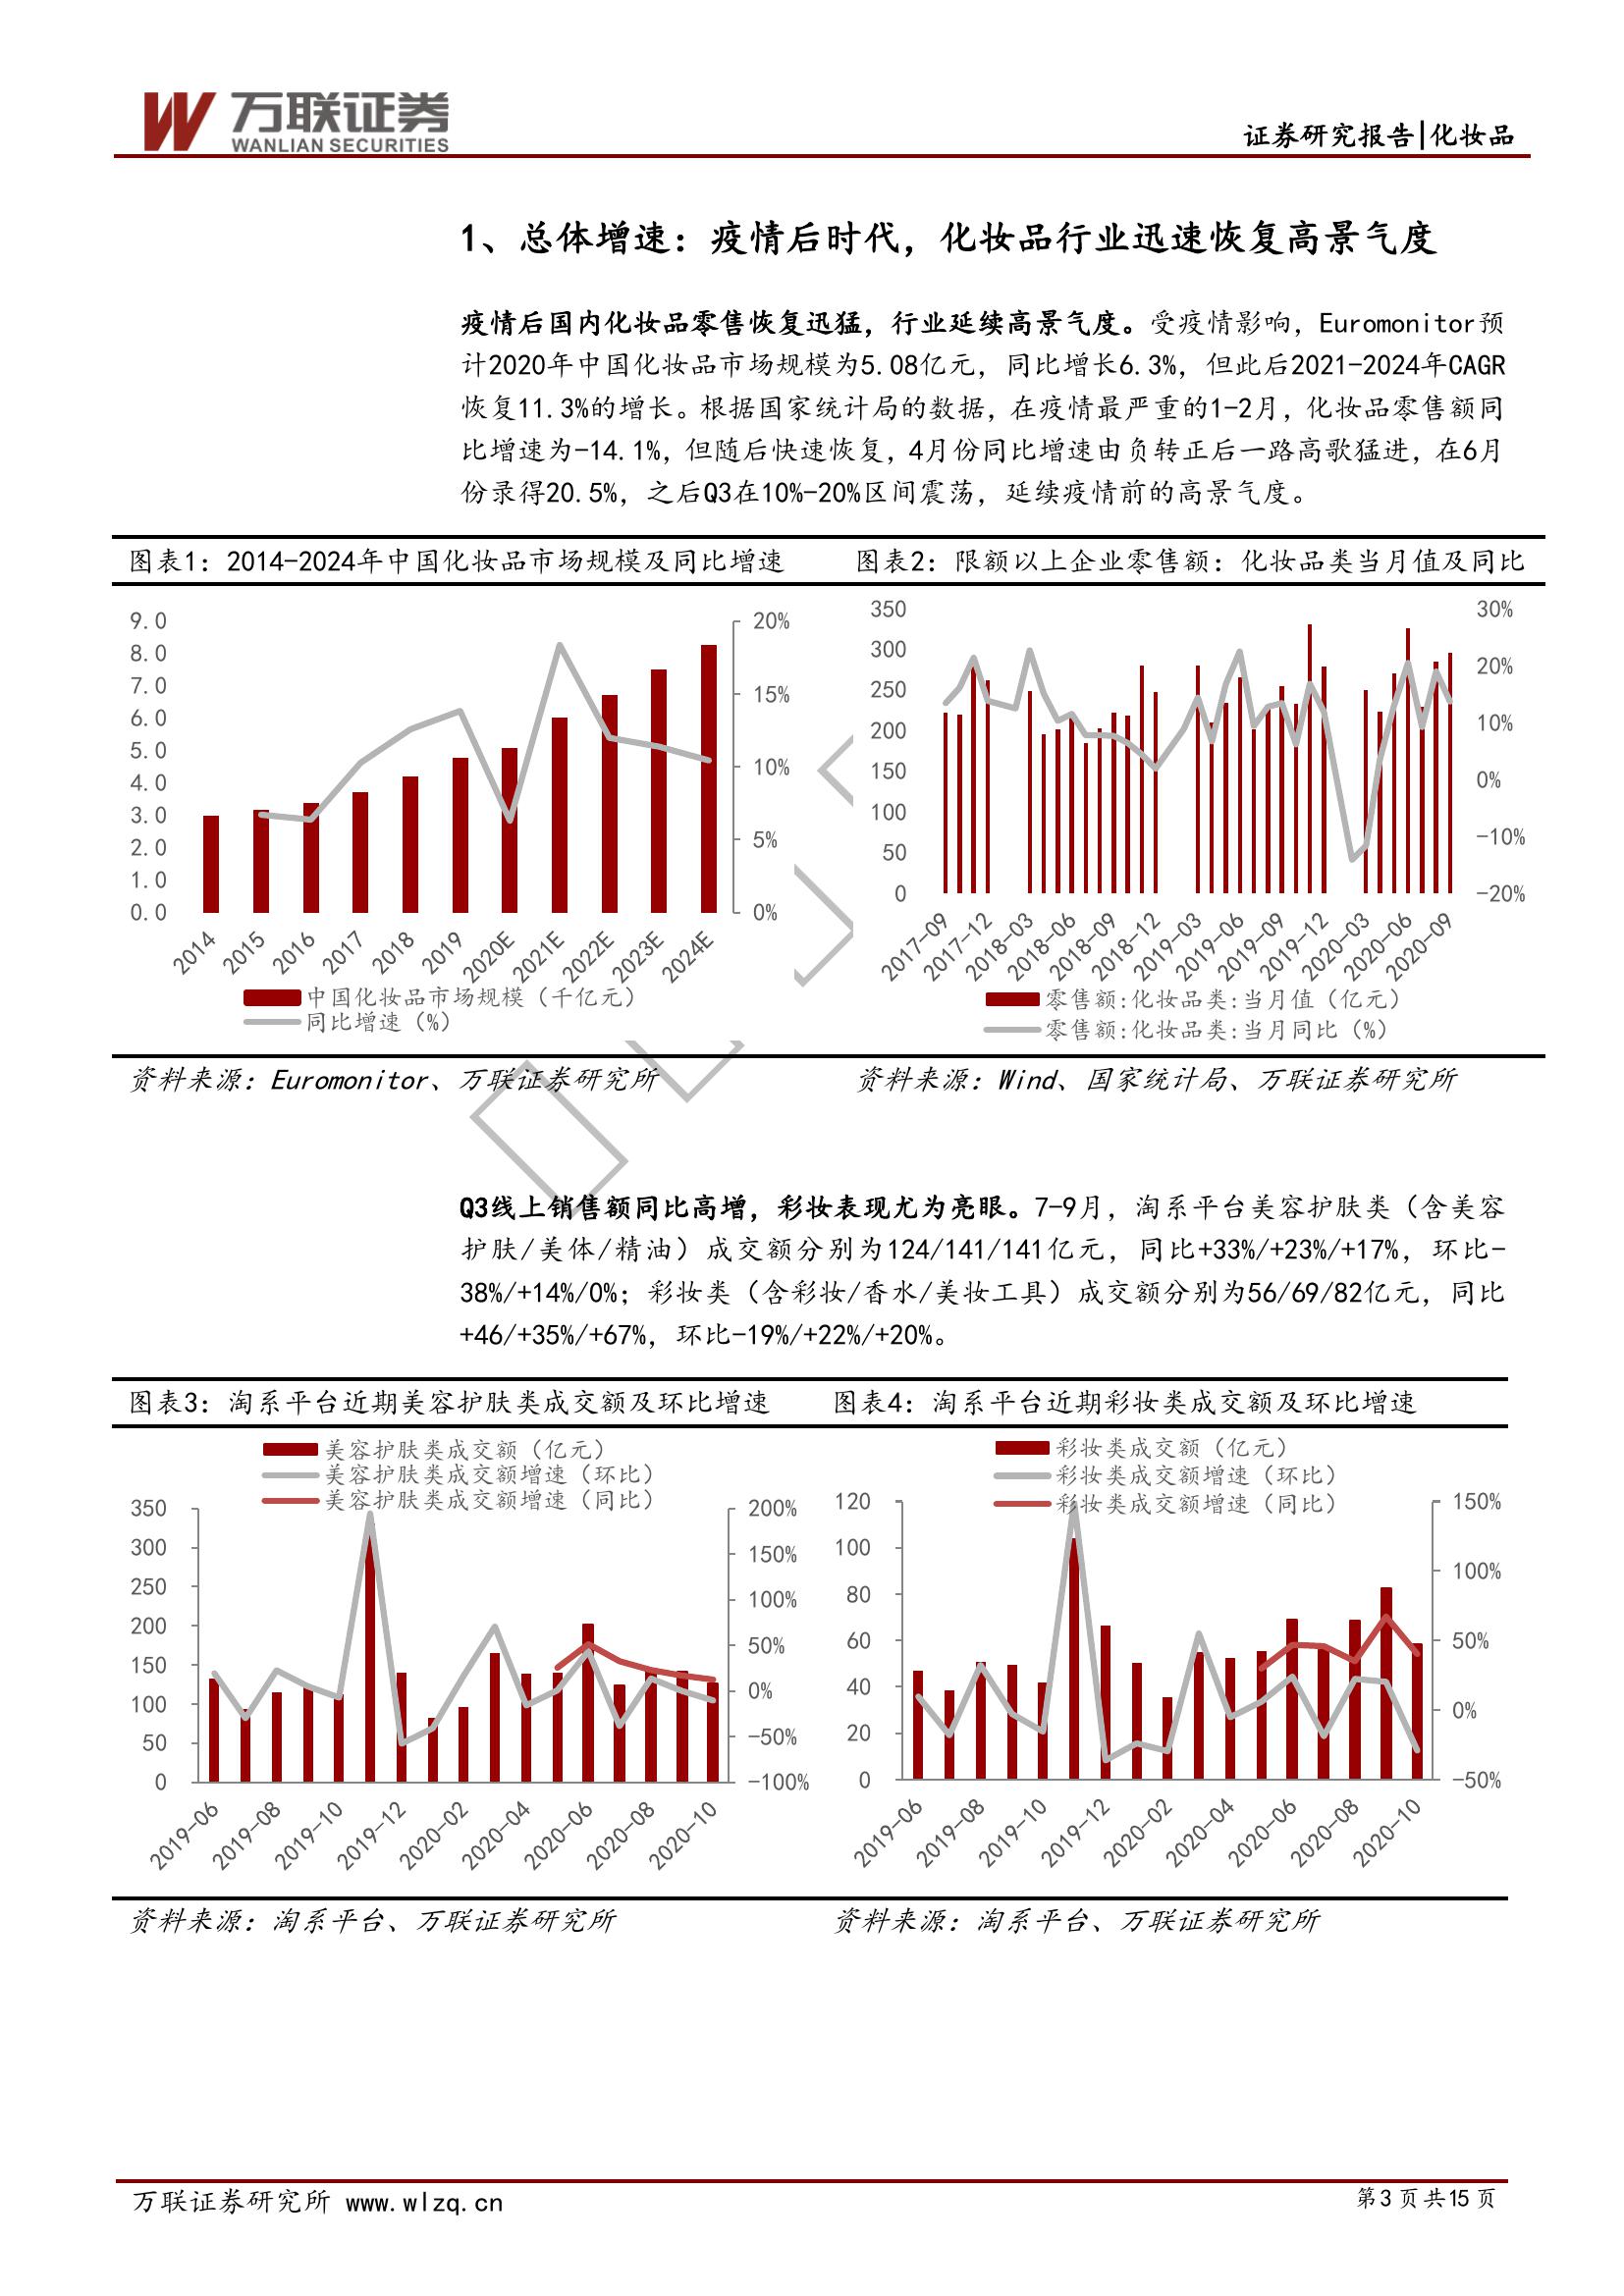 万联证券
WANLIAN SECURITIES
证券研究报告|化妆品
1、总体增速：疫情后时代，化妆品行业迅速恢复高景气度
疫情后国内化妆品零售恢复迅猛，行业延续高景气度。受疫情影响，Euromonitor预
计2020年中国化妆品市场规模为5.08亿元，同比增长6.3%，但此后2021-2024年CAGR
恢复11.3%的增长。根据国家统计局的数据，在疫情最严重的1-2月，化妆品零售额同
比增速为-14.1%，但随后快速恢复，4月份同比增速由负转正后一路高歌猛进，在6月
份录得20.5%，之后Q3在10%-20%区间震荡，延续疫情前的高景气度。
图表1：2014-2024年中国化妆品市场规模及同比增速
9.0
8.0
7.0
6.0
5.0
4.0
3.0
2.0
1.0
0.0
20%
15%
10%
5%
0%
2014
2015
2016
2017
2018
2019
2020E
2021E
2022E
2023E
2024E
中国化妆品市场规模（千亿元）
同比增速（%）
资料来源：Euromonitor、万联证券研究所
图表2：限额以上企业零售额：化妆品类当月值及同比
350
300
250
200
150
100
50
0
30%
20%
10%
0%
-10%
-20%
2017-09
2017-12
2018-03
2018-06
2018-09
2018-12
2019-03
2019-06
2019-09
2019-12
2020-03
2020-06
2020-09
零售额:化妆品类:当月值（亿元）
零售额:化妆品类:当月同比（%）
资料来源：Wind、国家统计局、万联证券研究所
Q3线上销售额同比高增，彩妆表现尤为亮眼。7-9月，淘系平台美容护肤类（含美容
护肤/美体/精油）成交额分别为124/141/141亿元，同比+33%/+23%/+17%，环比-
38%/+14%/0%；彩妆类（含彩妆/香水/美妆工具）成交额分别为56/69/82亿元，同比
+46/+35%/+67%，环比-19%/+22%/+20%。
图表3：淘系平台近期美容护肤类成交额及环比增速
美容护肤类成交额（亿元）
美容护肤类成交额增速（环比）
美容护肤类成交额增速（同比）
350
300
250
200
150
100
50
0
200%
150%
100%
50%
0%
-50%
-100%
2019-06
2019-08
2019-10
2019-12
2020-02
2020-04
2020-06
2020-08
2020-10
资料来源：淘系平台、万联证券研究所
图表4：淘系平台近期彩妆类成交额及环比增速
彩妆类成交额（亿元）
彩妆类成交额增速（环比）
彩妆类成交额增速（同比）
120
100
80
60
40
20
0
150%
100%
50%
0%
-50%
2019-06
2019-08
2019-10
2019-12
2020-02
2020-04
2020-06
2020-08
2020-10
资料来源：淘系平台、万联证券研究所
万联证券研究所 www.wlzq.cn
第 3 页 共 15 页